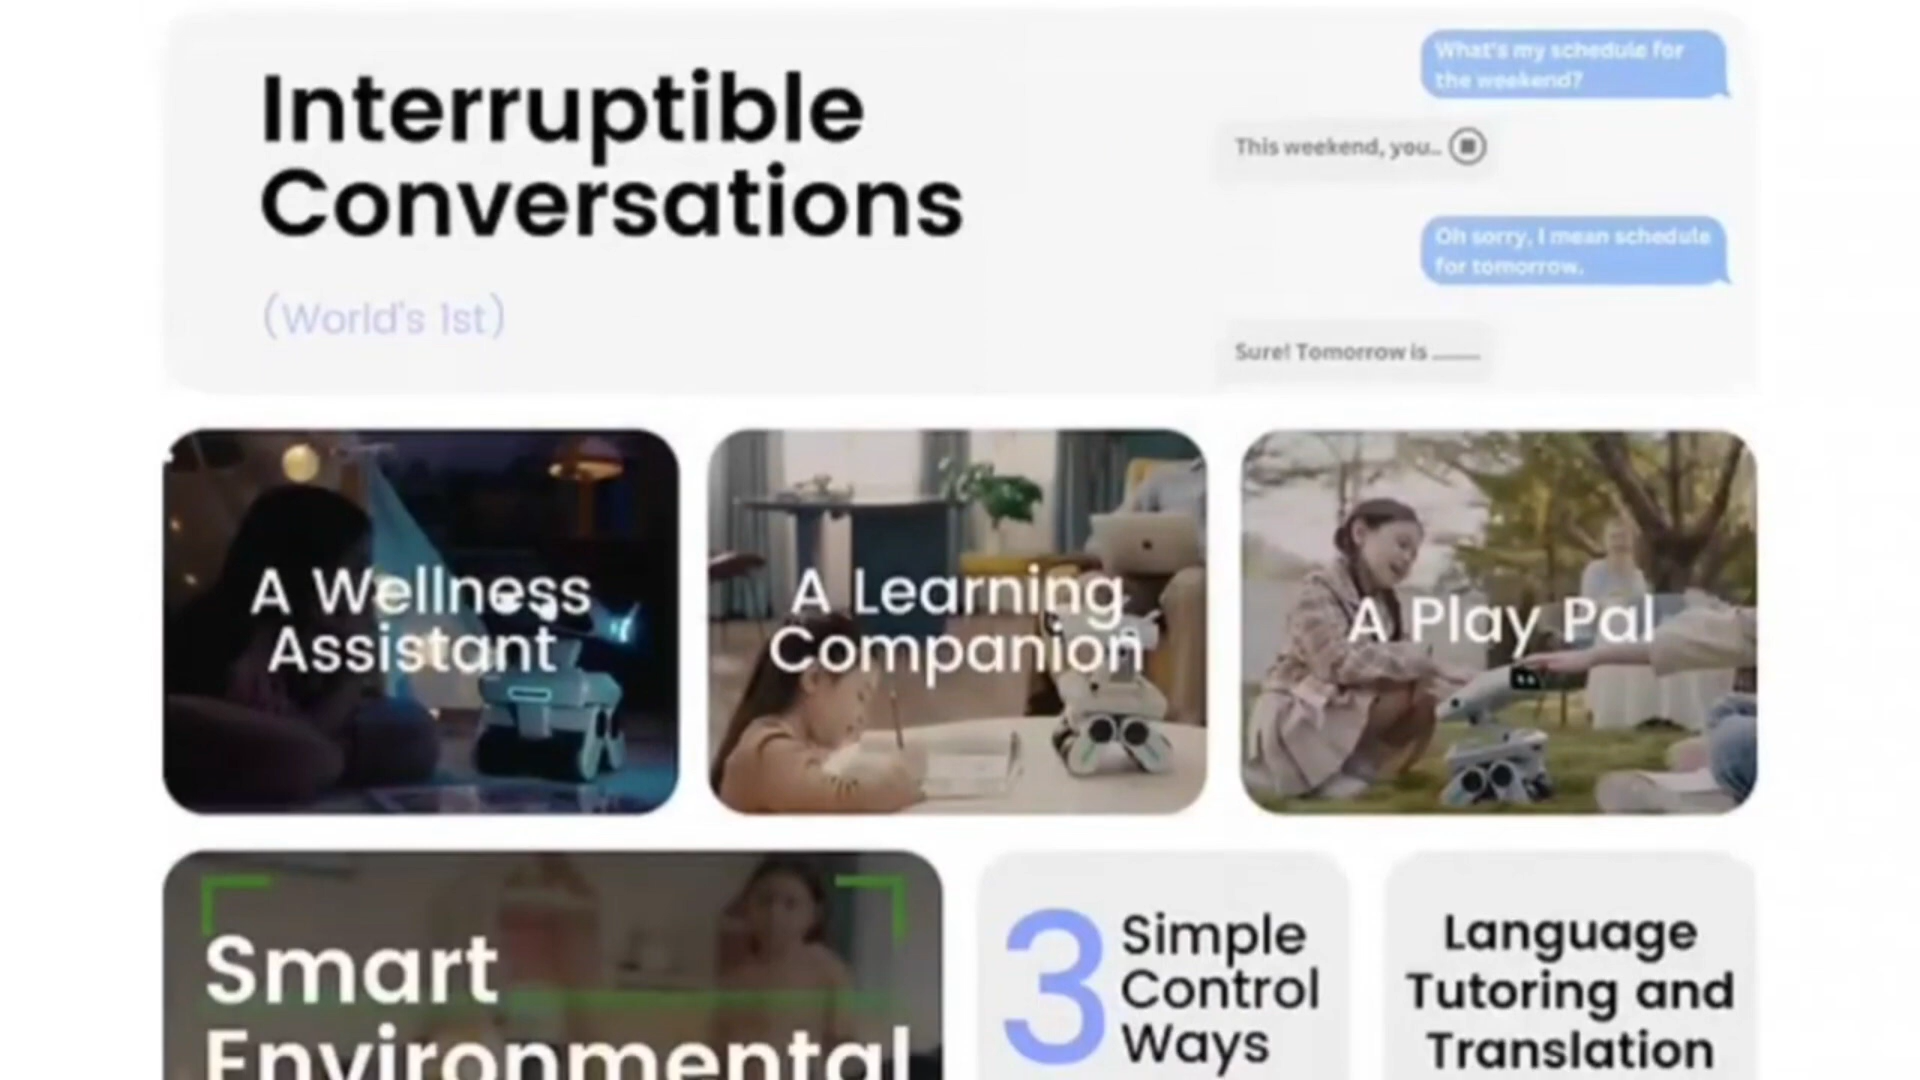 Interruptible
Conversations
(World's 1st)
What's my schedule for
the weekend?
This weekend, you..
Oh sorry, I mean schedule
for tomorrow.
Sure! Tomorrow is ____
A Wellness
Assistant
A Learning
Companion
A Play Pal
Smart
Environmental
3 Simple
Control
Ways
Language
Tutoring and
Translation